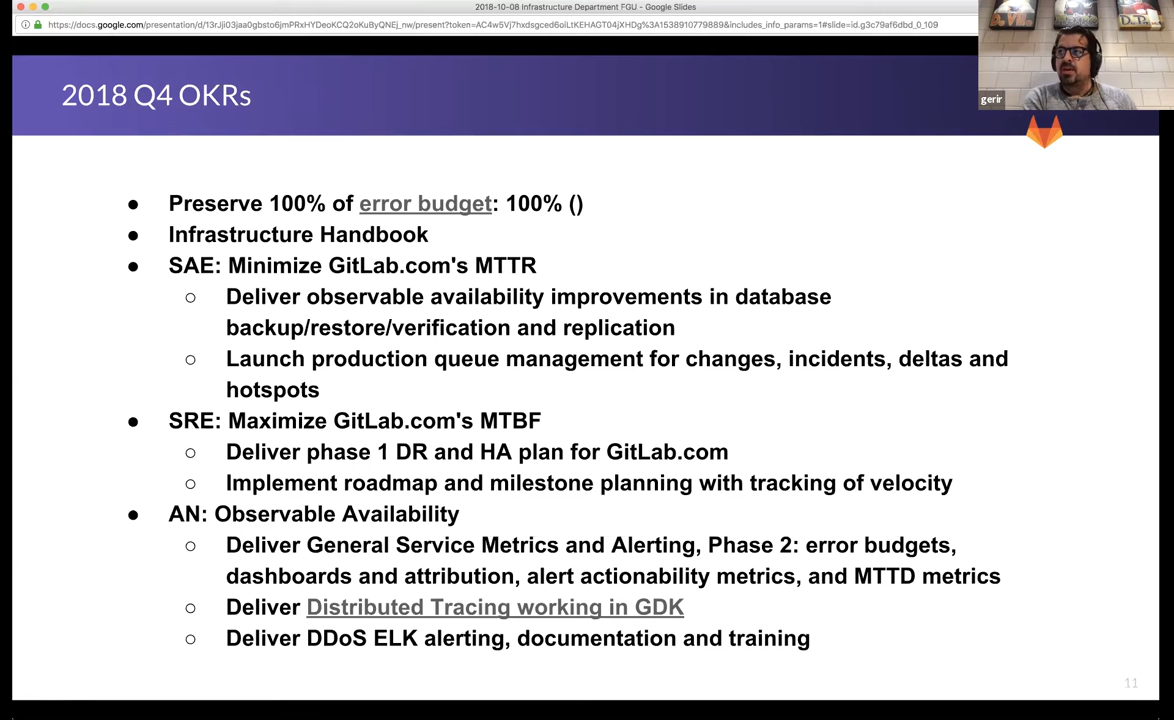 2018-10-08 Infrastructure Department FGU - Google Slides
https://docs.google.com/presentation/d/13rJji03jaa0gbsto6jmPRxHYDeoKCQ2oKuByQNEj_nw/present?token=AC4w5Vj7hxdsgced6oiLtKEHAGT04jXHDg%3A1538910779889&includes_info_params=1#slide=id.g3c79af6dbd_0_109
gerir
2018 Q4 OKRs
● Preserve 100% of error budget: 100% ()
● Infrastructure Handbook
● SAE: Minimize GitLab.com's MTTR
○ Deliver observable availability improvements in database
backup/restore/verification and replication
○ Launch production queue management for changes, incidents, deltas and
hotspots
● SRE: Maximize GitLab.com's MTBF
○ Deliver phase 1 DR and HA plan for GitLab.com
○ Implement roadmap and milestone planning with tracking of velocity
● AN: Observable Availability
○ Deliver General Service Metrics and Alerting, Phase 2: error budgets,
dashboards and attribution, alert actionability metrics, and MTTD metrics
○ Deliver Distributed Tracing working in GDK
○ Deliver DDoS ELK alerting, documentation and training
11